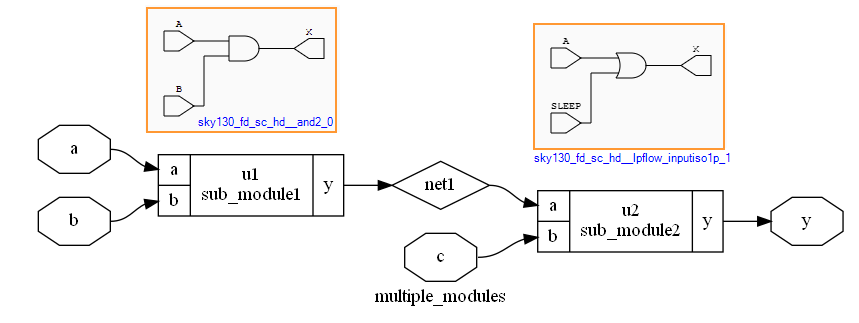 A
X
B
sky130_fd_sc_hd__and2_0
A
X
SLEEP
sky130_fd_sc_hd__lpflow_inputiso1p_1
a
b
a
b
u1
sub_module1
y
net1
c
a
b
u2
sub_module2
y
y
multiple_modules